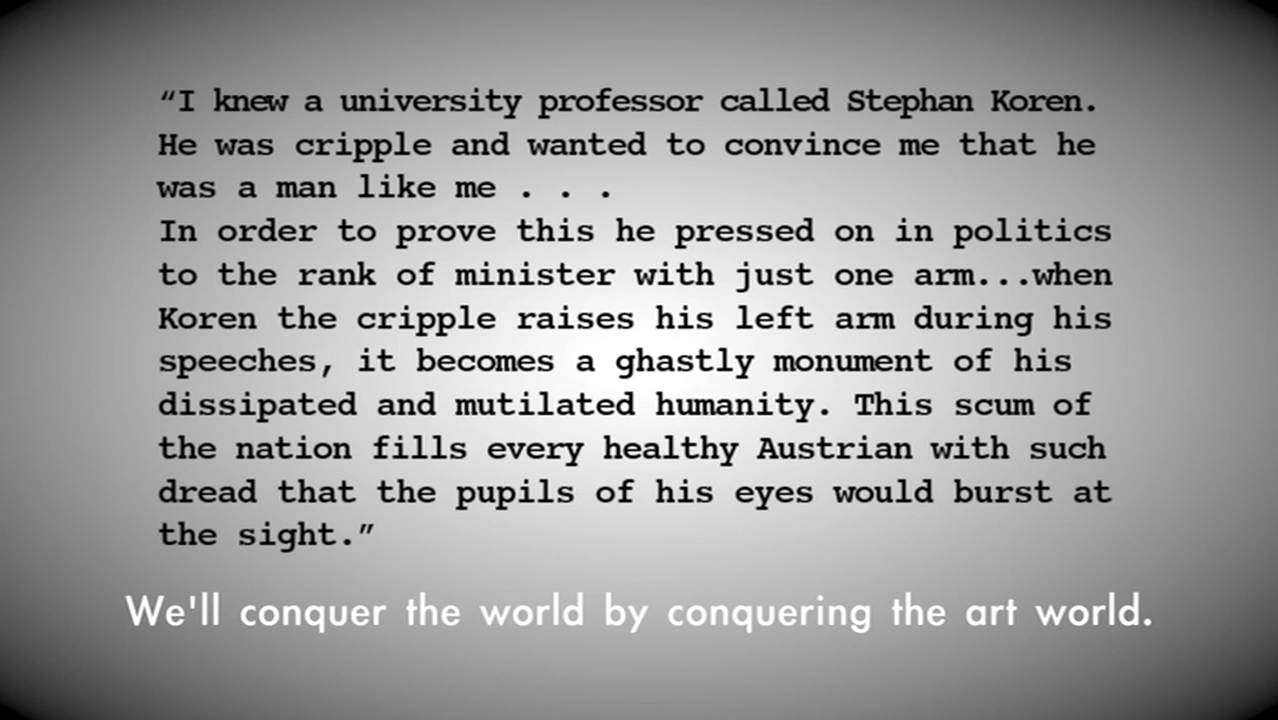 “I knew a university professor called Stephan Koren.
He was cripple and wanted to convince me that he
was a man like me . . .
In order to prove this he pressed on in politics
to the rank of minister with just one arm...when
Koren the cripple raises his left arm during his
speeches, it becomes a ghastly monument of his
dissipated and mutilated humanity. This scum of
the nation fills every healthy Austrian with such
dread that the pupils of his eyes would burst at
the sight.”
We'll conquer the world by conquering the art world.